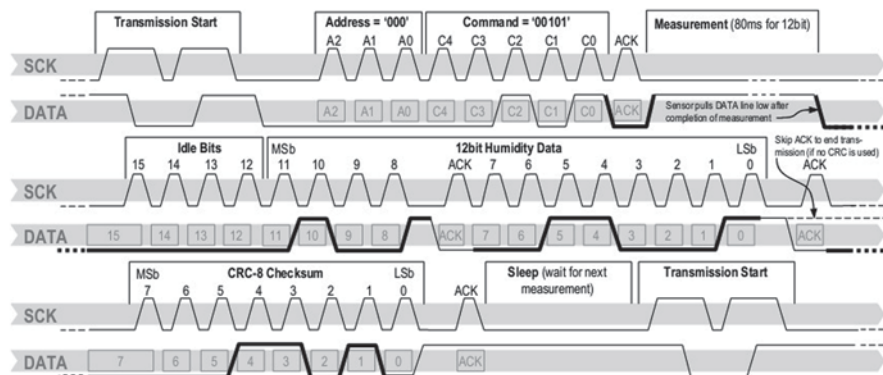 Transmission Start Address = '000' Command = '00101' Measurement (80ms for 12bit)
A2 A1 A0 C4 C3 C2 C1 C0 ACK
SCK
DATA A2 A1 A0 C4 C3 C2 C1 C0 ACK
Sensor pulls DATA line low after
completion of measurement
Skip ACK to end trans-
mission (if no CRC is used)
Idle Bits MSb 12bit Humidity Data LSb
15 14 13 12 11 10 9 8 ACK 7 6 5 4 3 2 1 0 ACK
SCK
DATA 15 14 13 12 11 10 9 8 ACK 7 6 5 4 3 2 1 0 ACK
MSb CRC-8 Checksum LSb Sleep (wait for next Transmission Start
measurement)
7 6 5 4 3 2 1 0 ACK
SCK
DATA 7 6 5 4 3 2 1 0 ACK